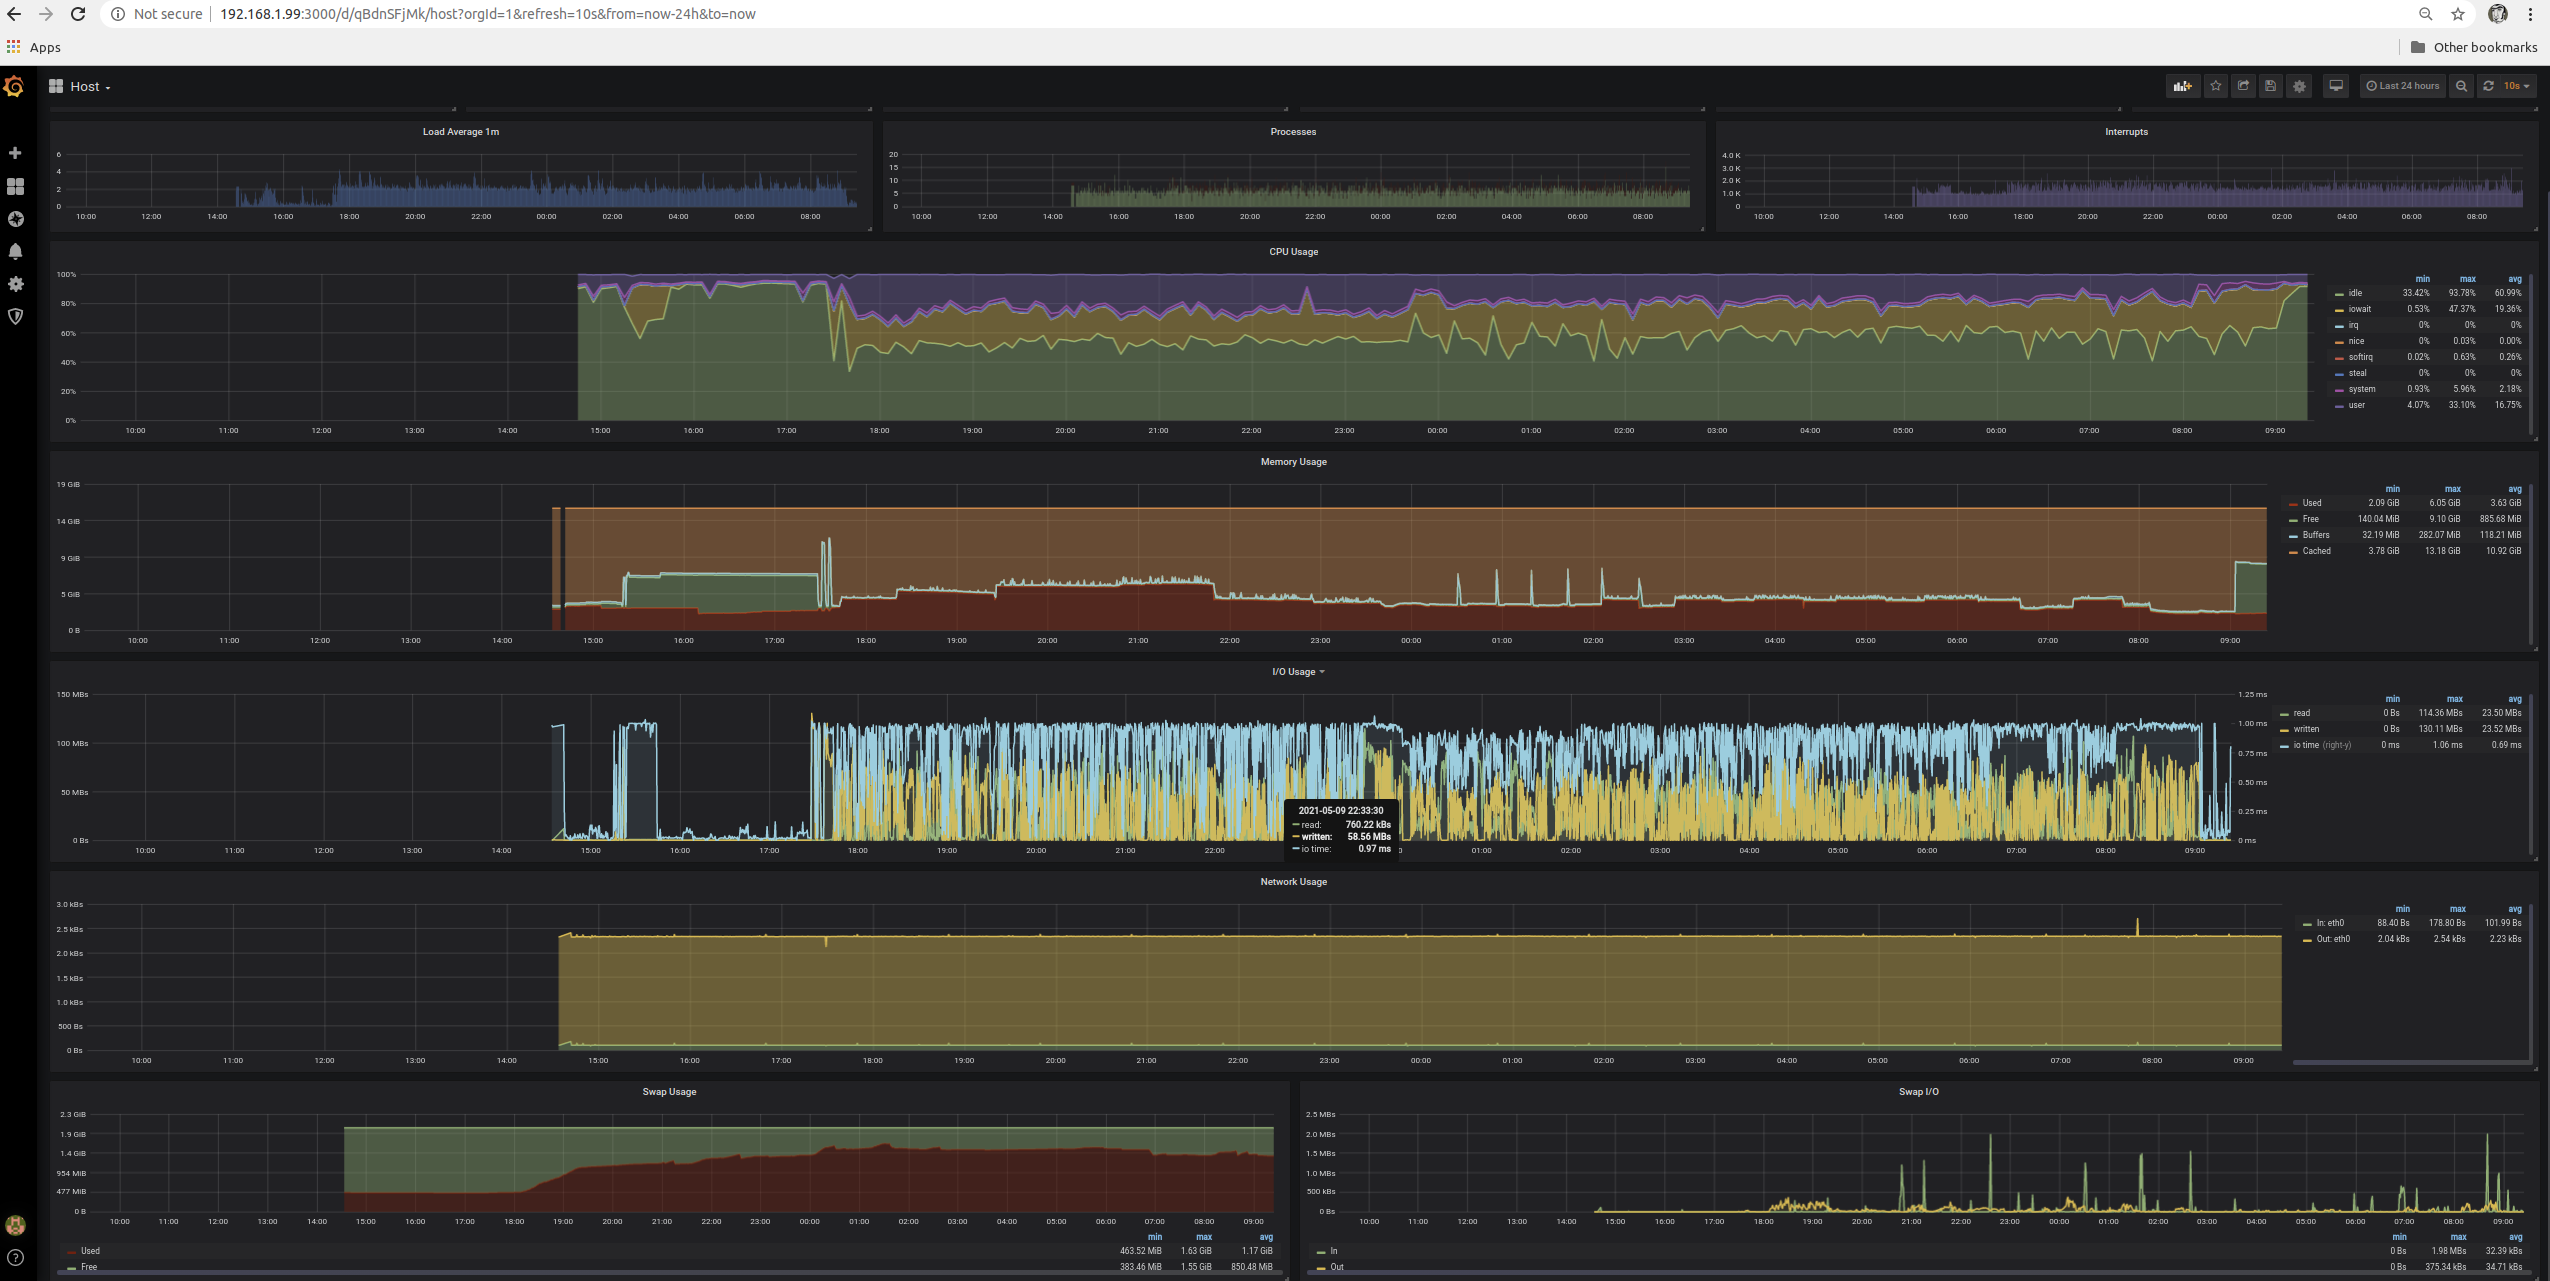 Not secure | 192.168.1.99:3000/d/qBdnSFjMk/host?orgId=1&refresh=10s&from=now-24h&to=now
Apps Other bookmarks
Host Last 24 hours 10s
Load Average 1m
6
4
2
0
10:00 12:00 14:00 16:00 18:00 20:00 22:00 00:00 02:00 04:00 06:00 08:00
Processes
20
15
10
5
0
10:00 12:00 14:00 16:00 18:00 20:00 22:00 00:00 02:00 04:00 06:00 08:00
Interrupts
4.0 K
3.0 K
2.0 K
1.0 K
0
10:00 12:00 14:00 16:00 18:00 20:00 22:00 00:00 02:00 04:00 06:00 08:00
CPU Usage
100%
80%
60%
40%
20%
0%
10:00 11:00 12:00 13:00 14:00 15:00 16:00 17:00 18:00 19:00 20:00 21:00 22:00 23:00 00:00 01:00 02:00 03:00 04:00 05:00 06:00 07:00 08:00 09:00
min max avg
idle 33.42% 93.78% 60.99%
iowait 0.53% 47.37% 19.36%
irq 0% 0% 0%
nice 0% 0.03% 0.00%
softirq 0.02% 0.63% 0.26%
steal 0% 0% 0%
system 0.93% 5.96% 2.18%
user 4.07% 33.10% 16.75%
Memory Usage
19 GiB
14 GiB
9 GiB
5 GiB
0 B
10:00 11:00 12:00 13:00 14:00 15:00 16:00 17:00 18:00 19:00 20:00 21:00 22:00 23:00 00:00 01:00 02:00 03:00 04:00 05:00 06:00 07:00 08:00 09:00
min max avg
Used 2.09 GiB 6.05 GiB 3.63 GiB
Free 140.04 MiB 9.10 GiB 885.68 MiB
Buffers 32.19 MiB 282.07 MiB 118.21 MiB
Cached 3.78 GiB 13.18 GiB 10.92 GiB
I/O Usage
150 MBs
100 MBs
50 MBs
0 Bs
1.25 ms
1.00 ms
0.75 ms
0.50 ms
0.25 ms
0 ms
10:00 11:00 12:00 13:00 14:00 15:00 16:00 17:00 18:00 19:00 20:00 21:00 22:00 01:00 02:00 03:00 04:00 05:00 06:00 07:00 08:00 09:00
2021-05-09 22:33:30
read: 760.22 kBs
written: 58.56 MBs
io time: 0.97 ms
min max avg
read 0 Bs 114.36 MBs 23.50 MBs
written 0 Bs 130.11 MBs 23.52 MBs
io time (right-y) 0 ms 1.06 ms 0.69 ms
Network Usage
3.0 kBs
2.5 kBs
2.0 kBs
1.5 kBs
1.0 kBs
500 Bs
0 Bs
10:00 11:00 12:00 13:00 14:00 15:00 16:00 17:00 18:00 19:00 20:00 21:00 22:00 23:00 00:00 01:00 02:00 03:00 04:00 05:00 06:00 07:00 08:00 09:00
min max avg
In: eth0 88.40 Bs 178.80 Bs 101.99 Bs
Out: eth0 2.04 kBs 2.54 kBs 2.23 kBs
Swap Usage
2.3 GiB
1.9 GiB
1.4 GiB
954 MiB
477 MiB
0 B
10:00 11:00 12:00 13:00 14:00 15:00 16:00 17:00 18:00 19:00 20:00 21:00 22:00 23:00 00:00 01:00 02:00 03:00 04:00 05:00 06:00 07:00 08:00 09:00
min max avg
Used 463.52 MiB 1.63 GiB 1.17 GiB
Free 383.46 MiB 1.55 GiB 850.48 MiB
Swap I/O
2.5 MBs
2.0 MBs
1.5 MBs
1.0 MBs
500 kBs
0 Bs
10:00 11:00 12:00 13:00 14:00 15:00 16:00 17:00 18:00 19:00 20:00 21:00 22:00 23:00 00:00 01:00 02:00 03:00 04:00 05:00 06:00 07:00 08:00 09:00
min max avg
In 0 Bs 1.98 MBs 32.39 kBs
Out 0 Bs 375.34 kBs 34.71 kBs